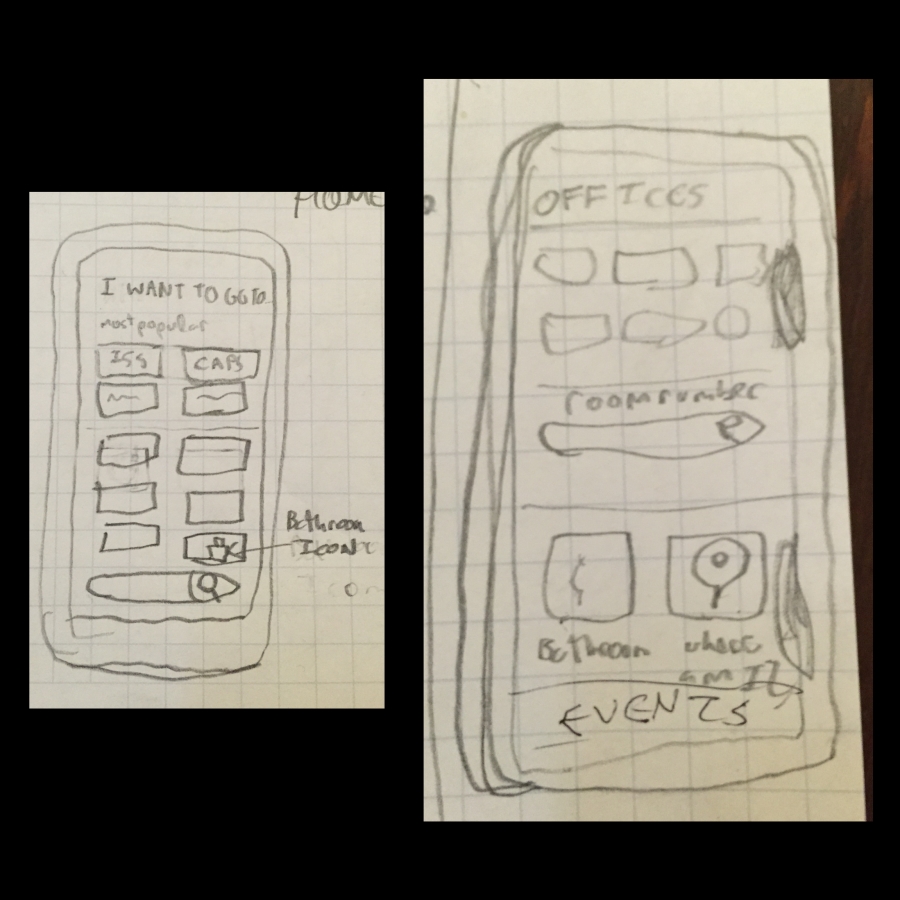 HOME
I WANT TO GO TO
most popular
ISS
CAPS
Bathroom
Icon
OFFICES
room number
Bathroom
where
am I?
EVENTS